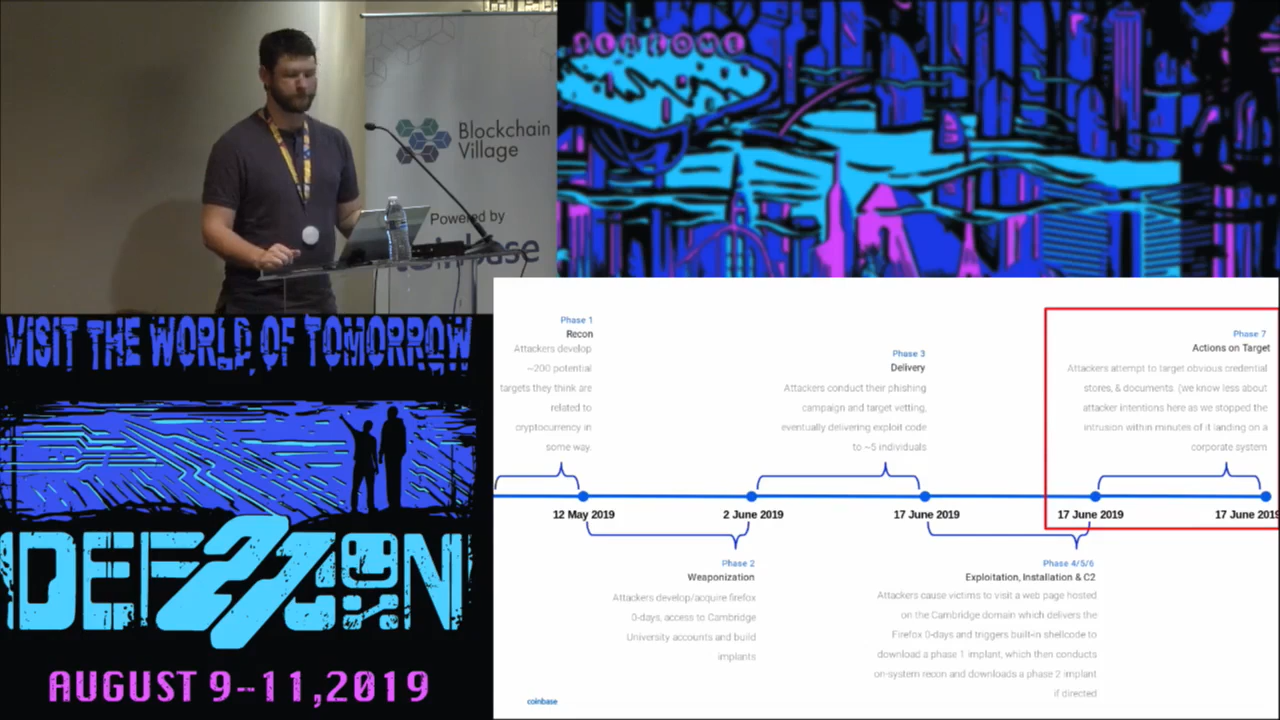 WELCOME
Blockchain
Village
Powered by
coinbase
VISIT THE WORLD OF TOMORROW
DEF CON
AUGUST 9-11,2019
Phase 1
Recon
Attackers develop
~200 potential
targets they think are
related to
cryptocurrency in
some way.
Phase 3
Delivery
Attackers conduct their phishing
campaign and target vetting,
eventually delivering exploit code
to ~5 individuals
Phase 7
Actions on Target
Attackers attempt to target obvious credential
stores, & documents. (we know less about
attacker intentions here as we stopped the
intrusion within minutes of it landing on a
corporate system
12 May 2019
2 June 2019
17 June 2019
17 June 2019
17 June 2019
Phase 2
Weaponization
Attackers develop/acquire firefox
0-days, access to Cambridge
University accounts and build
implants
Phase 4/5/6
Exploitation, Installation & C2
Attackers cause victims to visit a web page hosted
on the Cambridge domain which delivers the
Firefox 0-days and triggers built-in shellcode to
download a phase 1 implant, which then conducts
on-system recon and downloads a phase 2 implant
if directed
coinbase